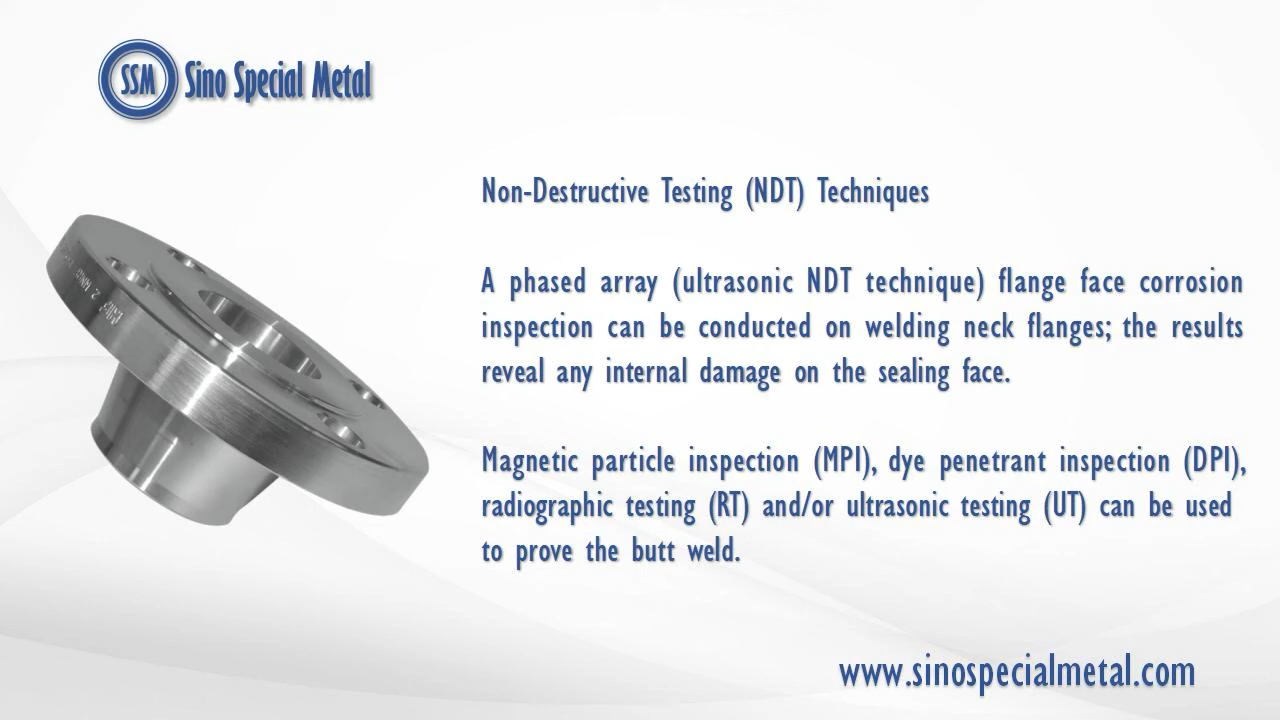 SSM Sino Special Metal
Non-Destructive Testing (NDT) Techniques
A phased array (ultrasonic NDT technique) flange face corrosion
inspection can be conducted on welding neck flanges; the results
reveal any internal damage on the sealing face.
Magnetic particle inspection (MPI), dye penetrant inspection (DPI),
radiographic testing (RT) and/or ultrasonic testing (UT) can be used
to prove the butt weld.
www.sinospecialmetal.com